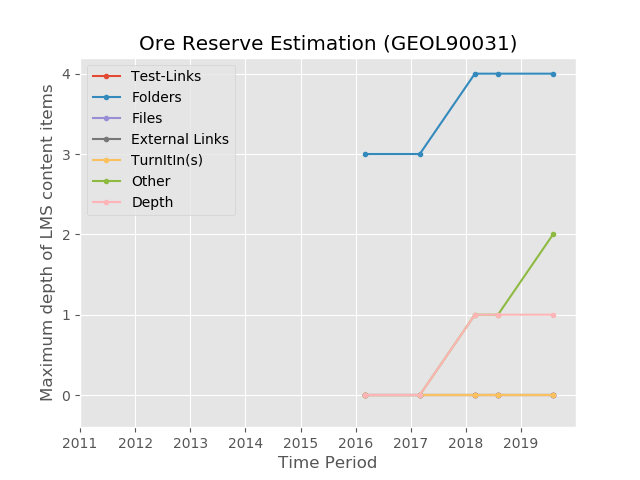 Ore Reserve Estimation (GEOL90031)
Test-Links
Folders
Files
External Links
TurnItIn(s)
Other
Depth
Maximum depth of LMS content items
4
3
2
1
0
2011 2012 2013 2014 2015 2016 2017 2018 2019
Time Period